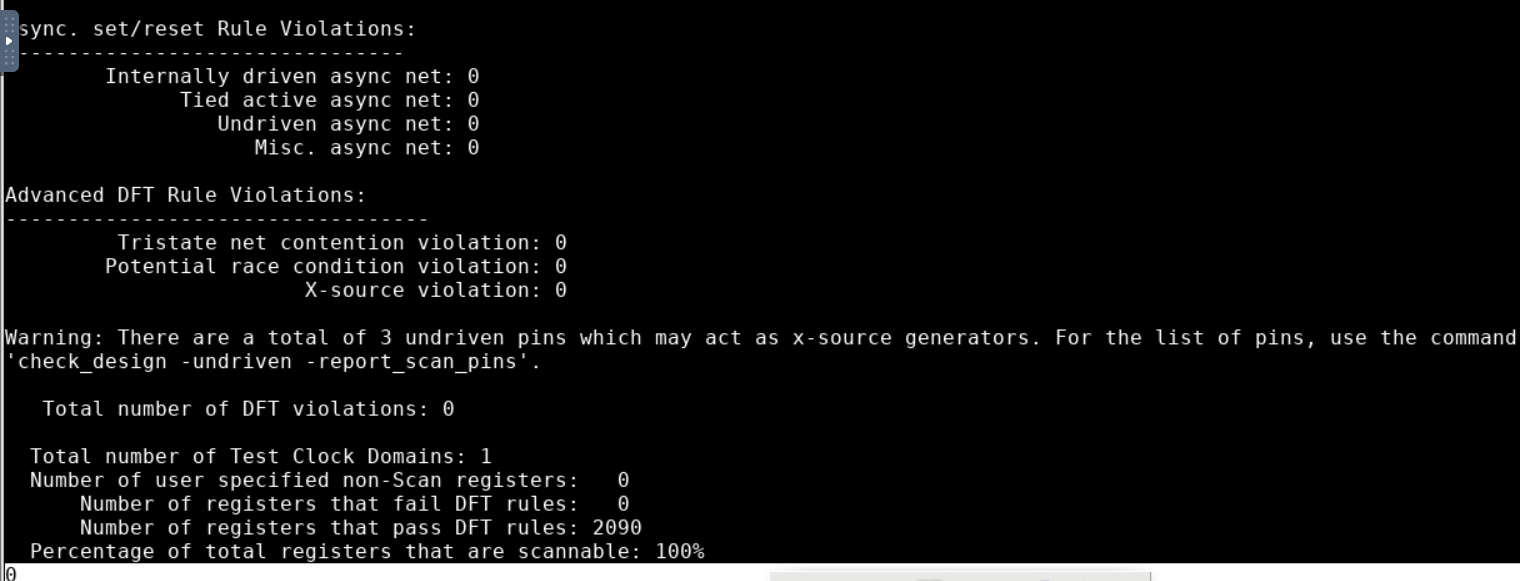 sync. set/reset Rule Violations:
--------------------------------
Internally driven async net: 0
Tied active async net: 0
Undriven async net: 0
Misc. async net: 0
Advanced DFT Rule Violations:
----------------------------------
Tristate net contention violation: 0
Potential race condition violation: 0
X-source violation: 0
Warning: There are a total of 3 undriven pins which may act as x-source generators. For the list of pins, use the command
'check_design -undriven -report_scan_pins'.
Total number of DFT violations: 0
Total number of Test Clock Domains: 1
Number of user specified non-Scan registers:   0
Number of registers that fail DFT rules:   0
Number of registers that pass DFT rules: 2090
Percentage of total registers that are scannable: 100%
0